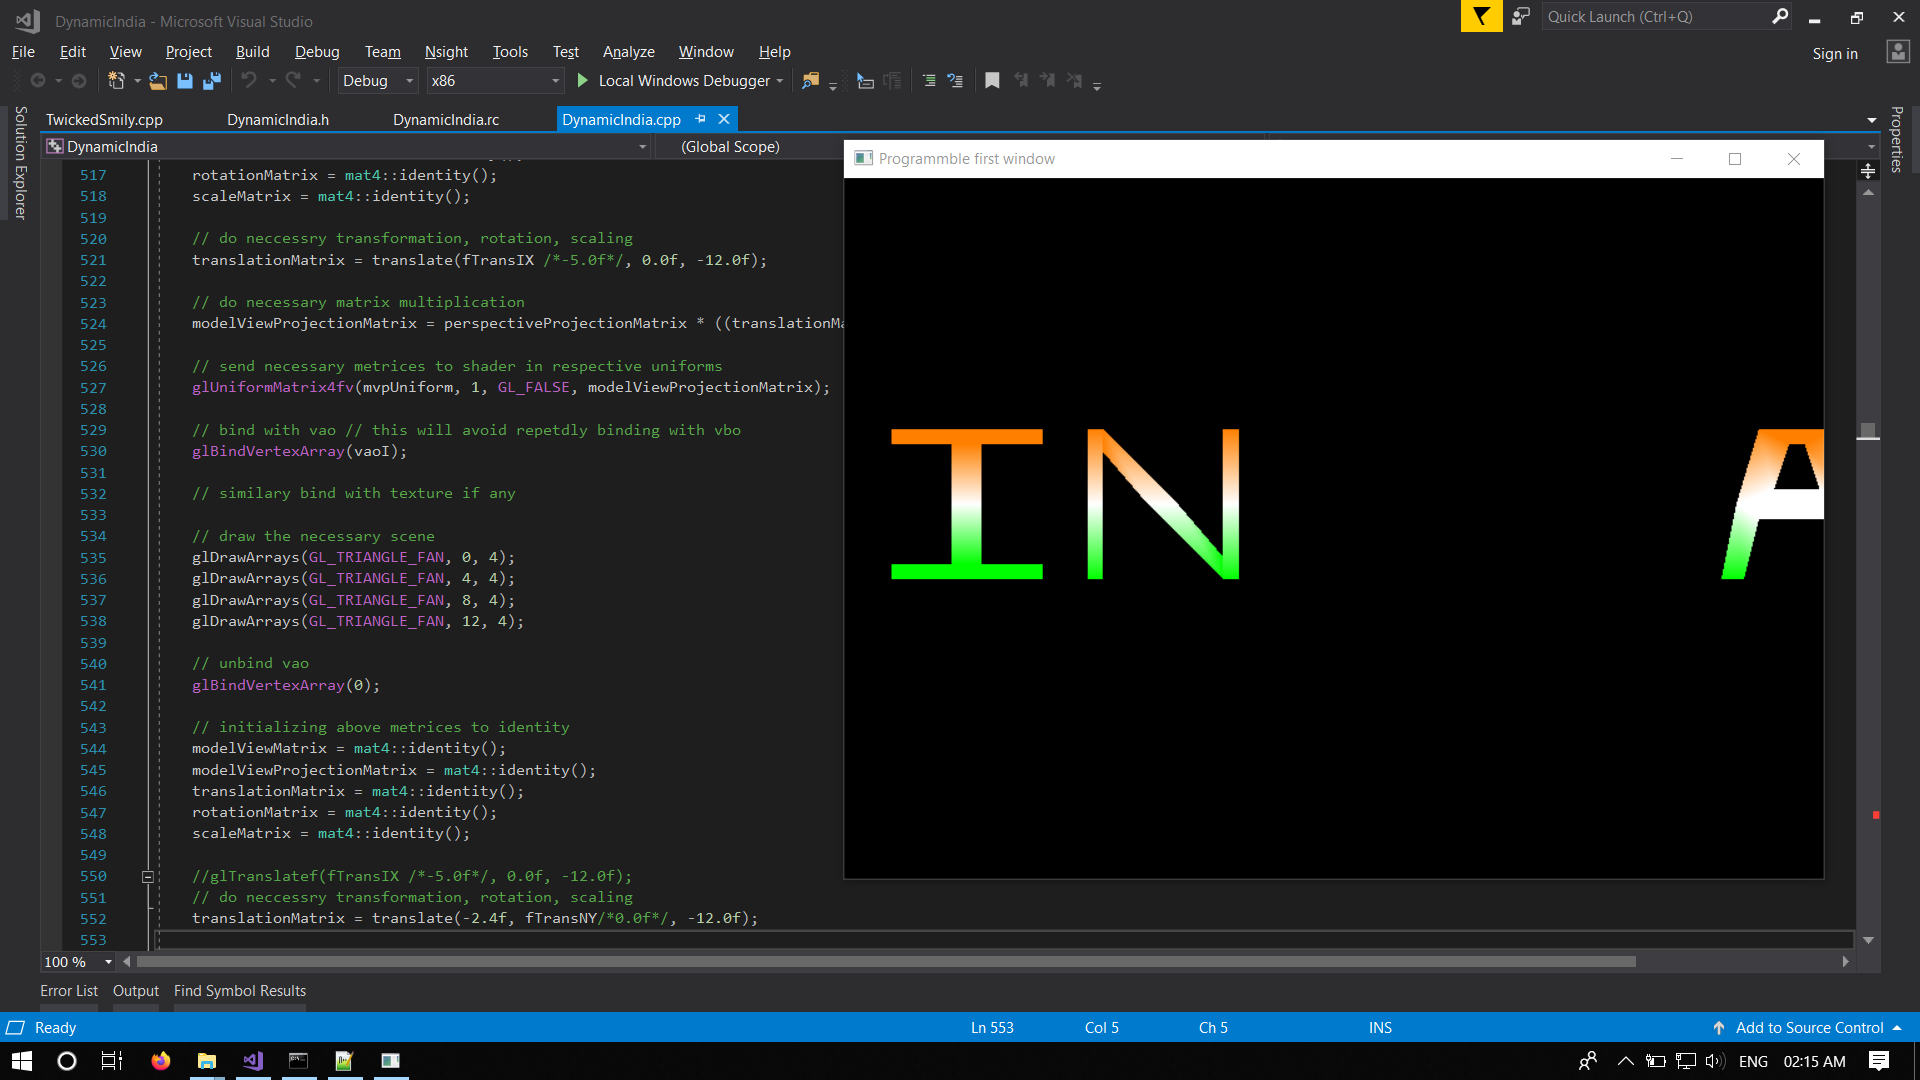 DynamicIndia - Microsoft Visual Studio
Quick Launch (Ctrl+Q)
File Edit View Project Build Debug Team Nsight Tools Test Analyze Window Help
Sign in
Debug x86 Local Windows Debugger
Solution Explorer
Properties
TwickedSmily.cpp DynamicIndia.h DynamicIndia.rc DynamicIndia.cpp
DynamicIndia (Global Scope)
Programmble first window
517 rotationMatrix = mat4::identity();
518 scaleMatrix = mat4::identity();
519
520 // do neccessry transformation, rotation, scaling
521 translationMatrix = translate(fTransIX /*-5.0f*/, 0.0f, -12.0f);
522
523 // do necessary matrix multiplication
524 modelViewProjectionMatrix = perspectiveProjectionMatrix * ((translationMa
525
526 // send necessary metrices to shader in respective uniforms
527 glUniformMatrix4fv(mvpUniform, 1, GL_FALSE, modelViewProjectionMatrix);
528
529 // bind with vao // this will avoid repetdly binding with vbo
530 glBindVertexArray(vaoI);
531
532 // similary bind with texture if any
533
534 // draw the necessary scene
535 glDrawArrays(GL_TRIANGLE_FAN, 0, 4);
536 glDrawArrays(GL_TRIANGLE_FAN, 4, 4);
537 glDrawArrays(GL_TRIANGLE_FAN, 8, 4);
538 glDrawArrays(GL_TRIANGLE_FAN, 12, 4);
539
540 // unbind vao
541 glBindVertexArray(0);
542
543 // initializing above metrices to identity
544 modelViewMatrix = mat4::identity();
545 modelViewProjectionMatrix = mat4::identity();
546 translationMatrix = mat4::identity();
547 rotationMatrix = mat4::identity();
548 scaleMatrix = mat4::identity();
549
550 //glTranslatef(fTransIX /*-5.0f*/, 0.0f, -12.0f);
551 // do neccessry transformation, rotation, scaling
552 translationMatrix = translate(-2.4f, fTransNY/*0.0f*/, -12.0f);
553
IN A
100 %
Error List Output Find Symbol Results
Ready Ln 553 Col 5 Ch 5 INS Add to Source Control
ENG 02:15 AM